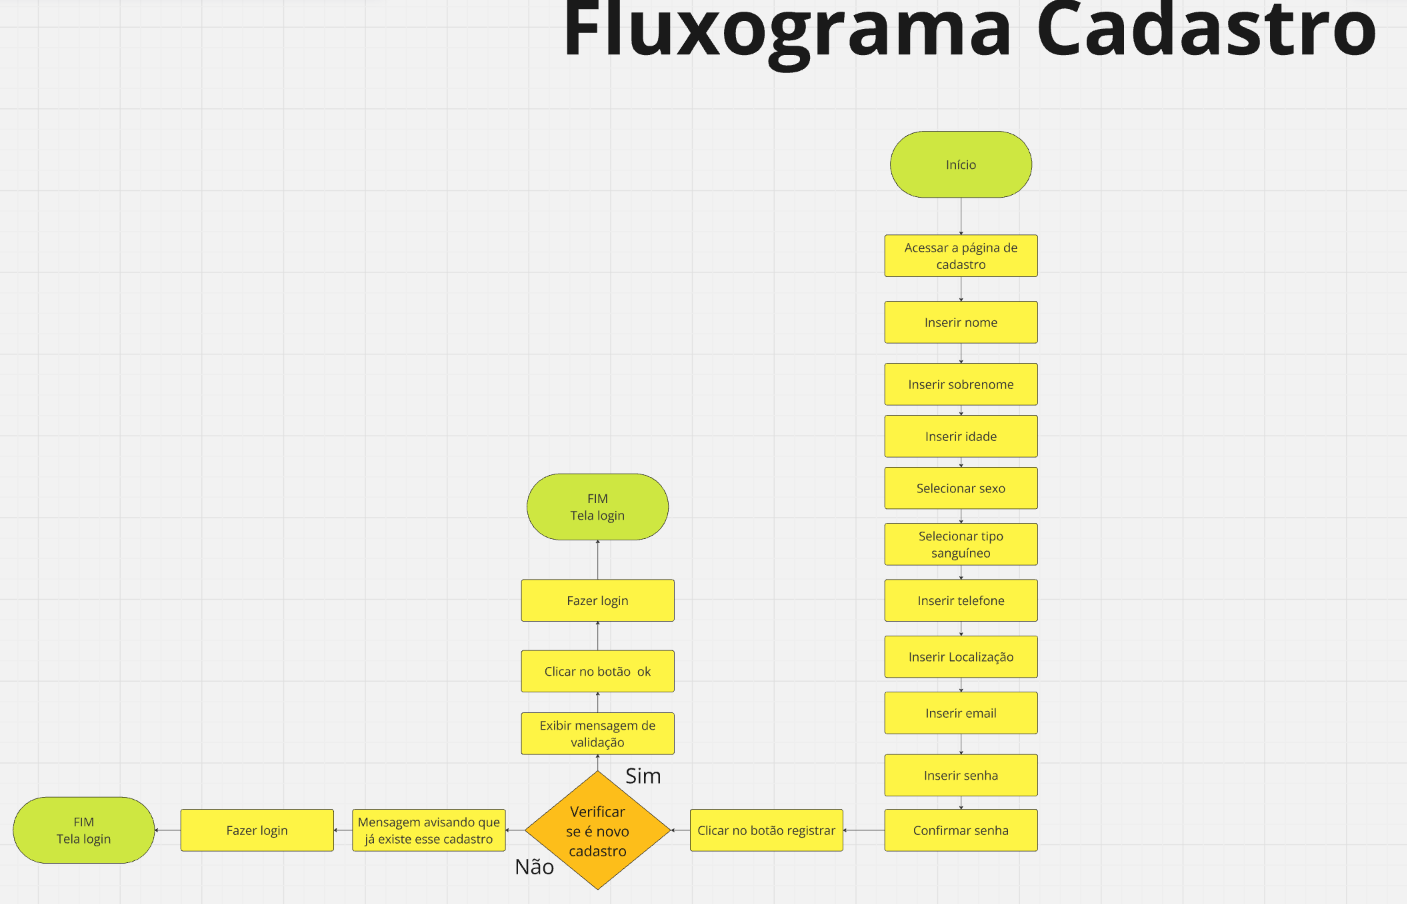 Fluxograma Cadastro
Início
Acessar a página de
cadastro
Inserir nome
Inserir sobrenome
Inserir idade
Selecionar sexo
Selecionar tipo
sanguíneo
Inserir telefone
Inserir Localização
Inserir email
Inserir senha
Confirmar senha
Clicar no botão registrar
Verificar
se é novo
cadastro
Sim
Exibir mensagem de
validação
Clicar no botão  ok
Fazer login
FIM
Tela login
Não
Mensagem avisando que
já existe esse cadastro
Fazer login
FIM
Tela login